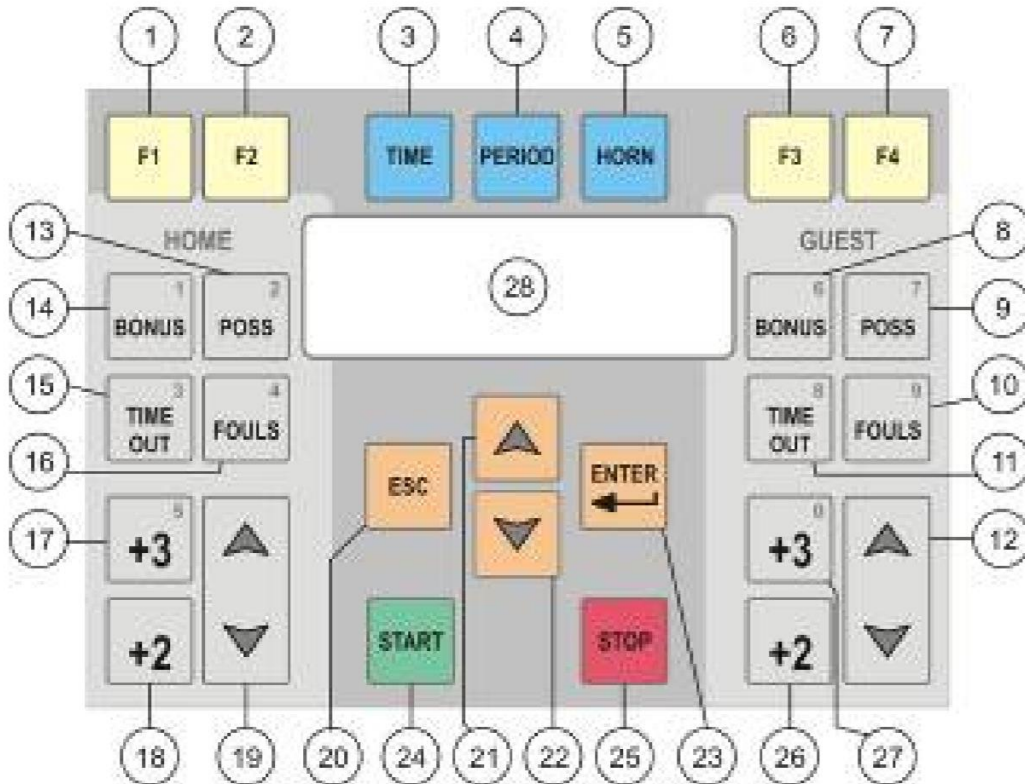 1 2 3 4 5 6 7
F1 F2 TIME PERIOD HORN F3 F4
13 HOME GUEST 8
28
14 1 BONUS 2 POSS 6 BONUS 7 POSS 9
15 3 TIME OUT 4 FOULS 8 TIME OUT 9 FOULS 10
16 ESC ENTER 11
17 5 +3 0 +3 12
+2 START STOP +2
18 19 20 24 21 22 25 23 26 27